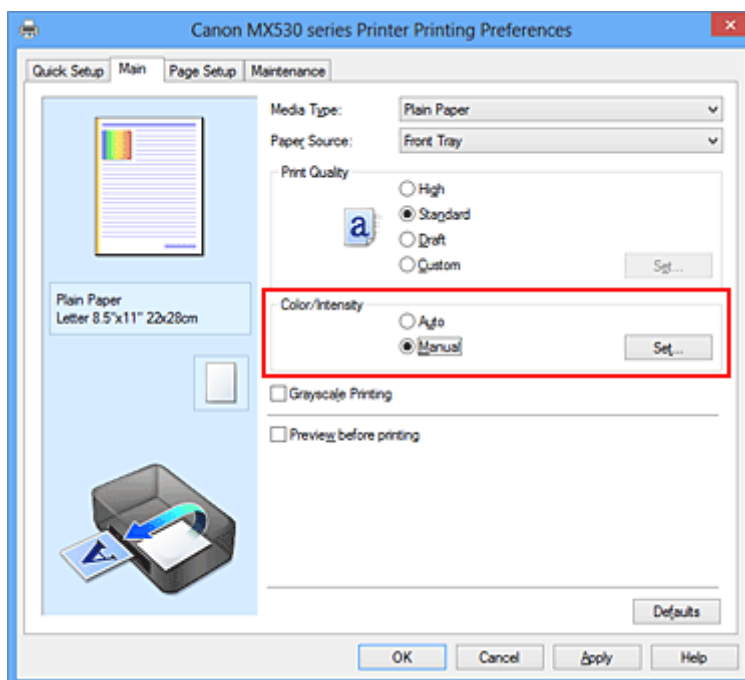 Canon MX530 series Printer Printing Preferences
Quick Setup Main Page Setup Maintenance
Media Type: Plain Paper
Paper Source: Front Tray
Print Quality
High
Standard
Draft
Custom Set...
a
Plain Paper
Letter 8.5"x11" 22x28cm
Color/Intensity
Auto
Manual Set...
Grayscale Printing
Preview before printing
A
Defaults
OK Cancel Apply Help